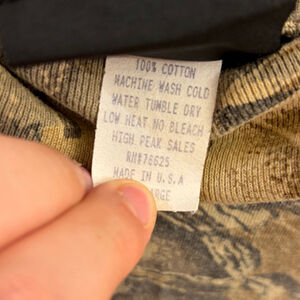 100% COTTON
MACHINE WASH COLD
WATER TUMBLE DRY
LOW HEAT NO BLEACH
HIGH PEAK SALES
RN#76625
MADE IN U.S.A